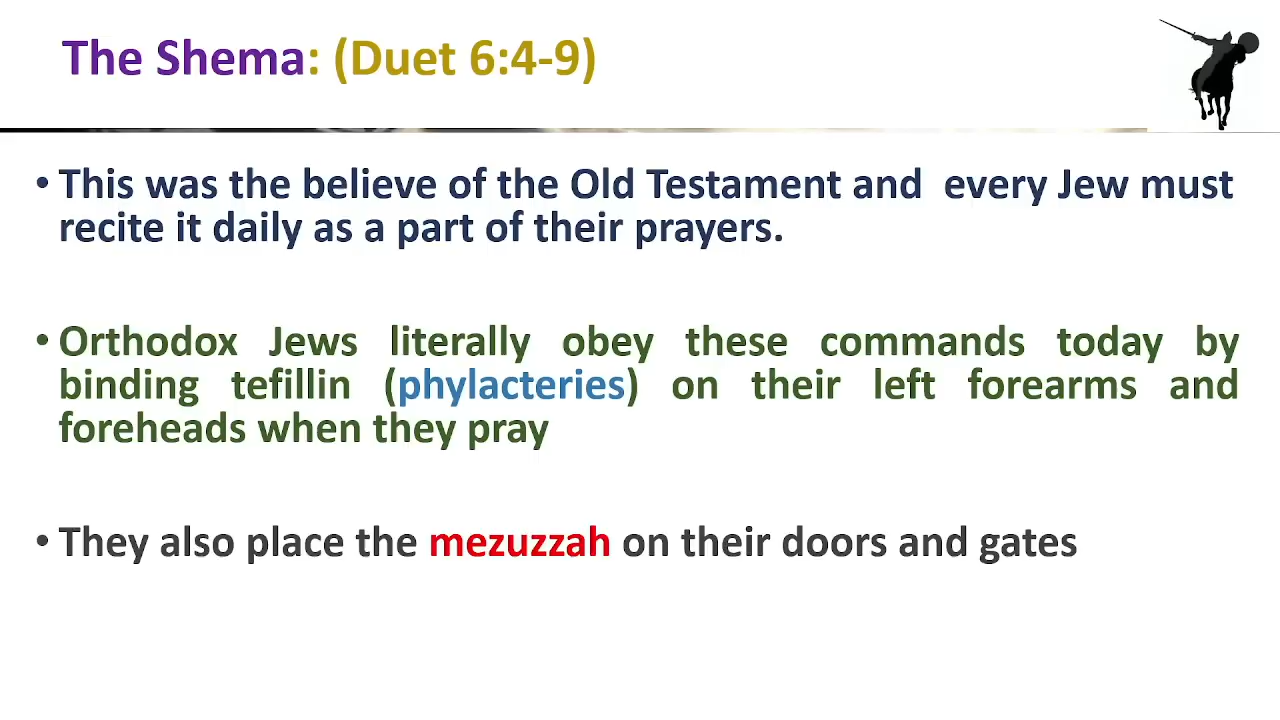 The Shema: (Duet 6:4-9)
• This was the believe of the Old Testament and  every Jew must
recite it daily as a part of their prayers.
• Orthodox Jews literally obey these commands today by
binding tefillin (phylacteries) on their left forearms and
foreheads when they pray
• They also place the mezuzzah on their doors and gates